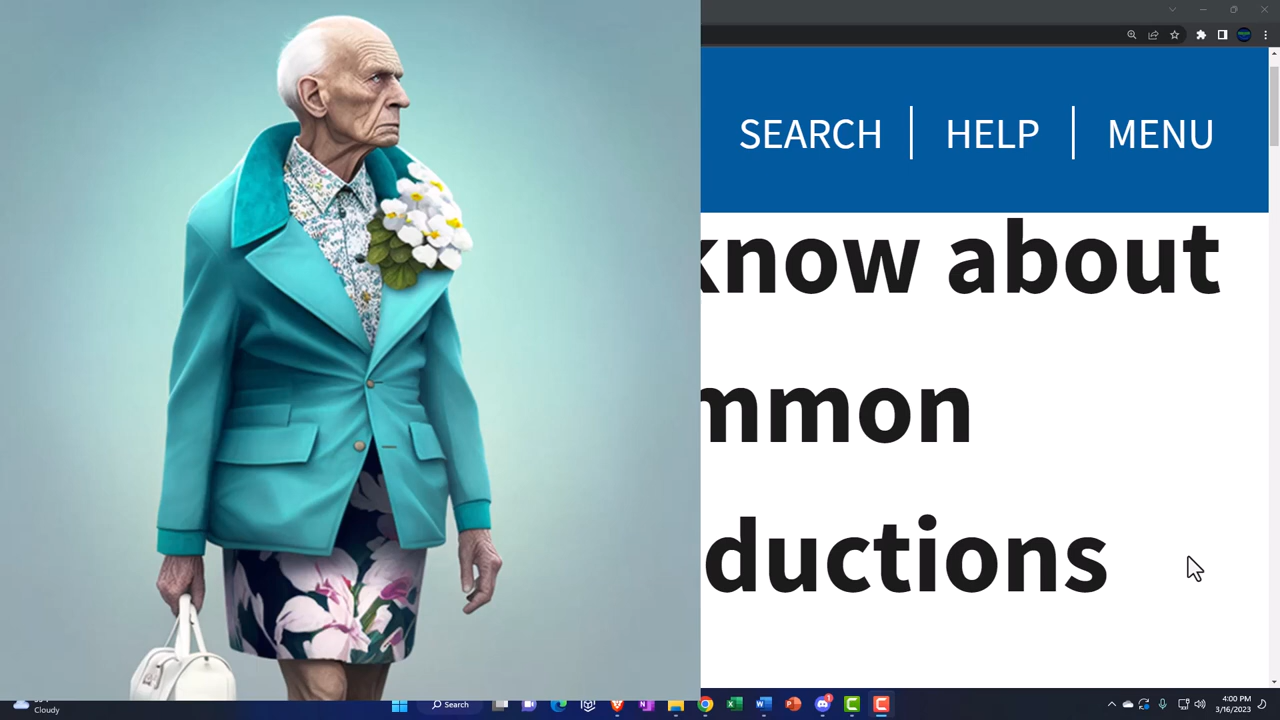 SEARCH
HELP
MENU
know about
mmon
ductions
Cloudy
Search
4:00 PM
3/16/2023